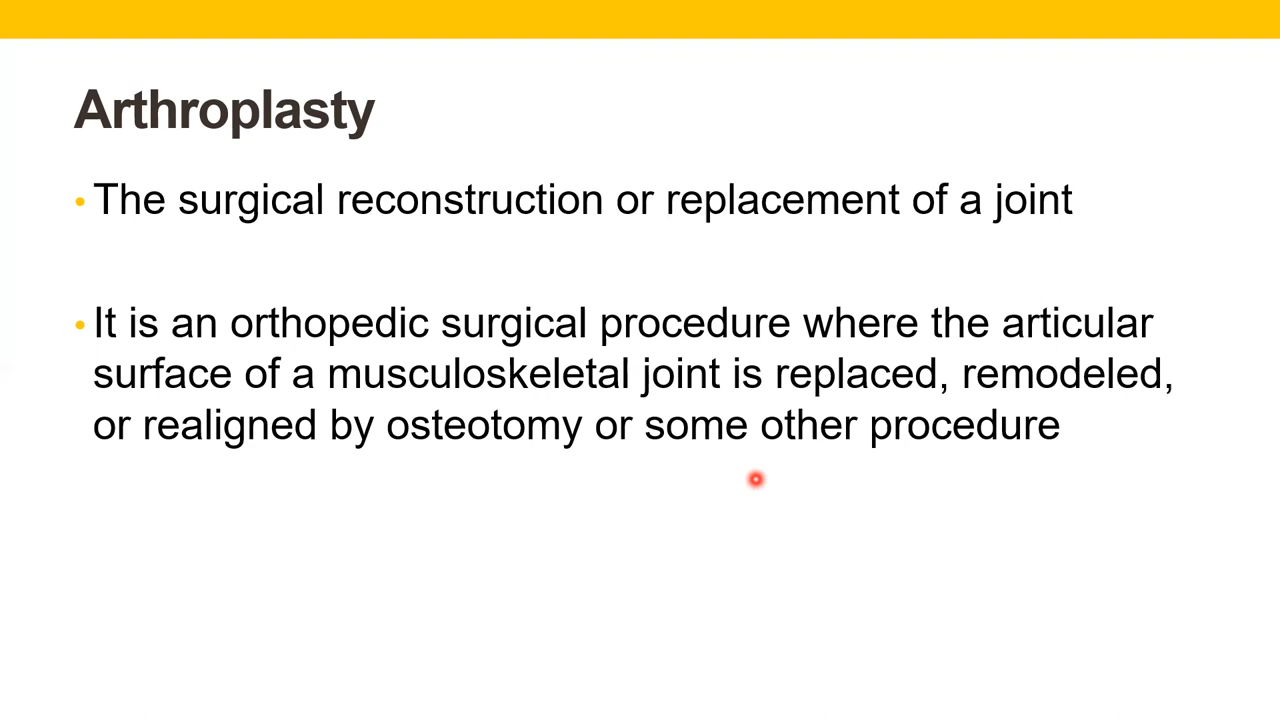 Arthroplasty
• The surgical reconstruction or replacement of a joint
• It is an orthopedic surgical procedure where the articular
surface of a musculoskeletal joint is replaced, remodeled,
or realigned by osteotomy or some other procedure